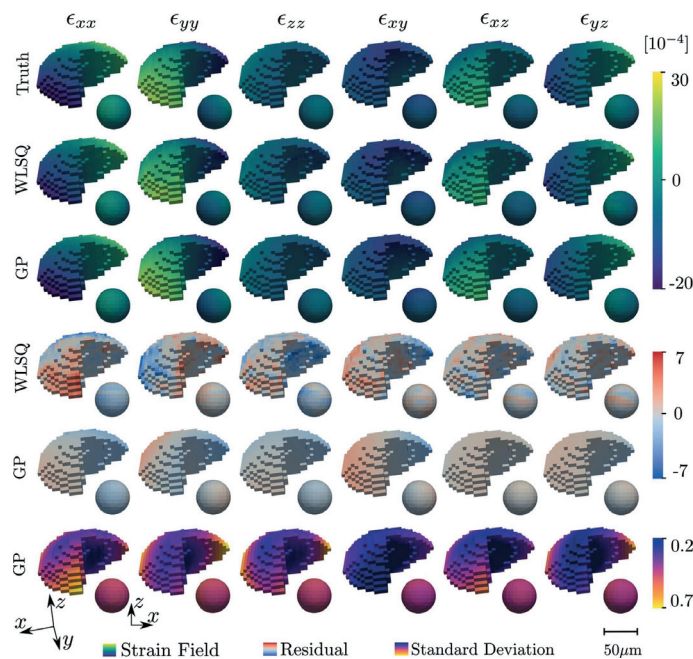 ϵxx ϵyy ϵzz ϵxy ϵxz ϵyz
[10⁻⁴]
Truth
30
WLSQ
0
GP
-20
WLSQ
7
0
GP
-7
GP
0.2
0.7
z
x
y
z
x
Strain Field Residual Standard Deviation
50μm